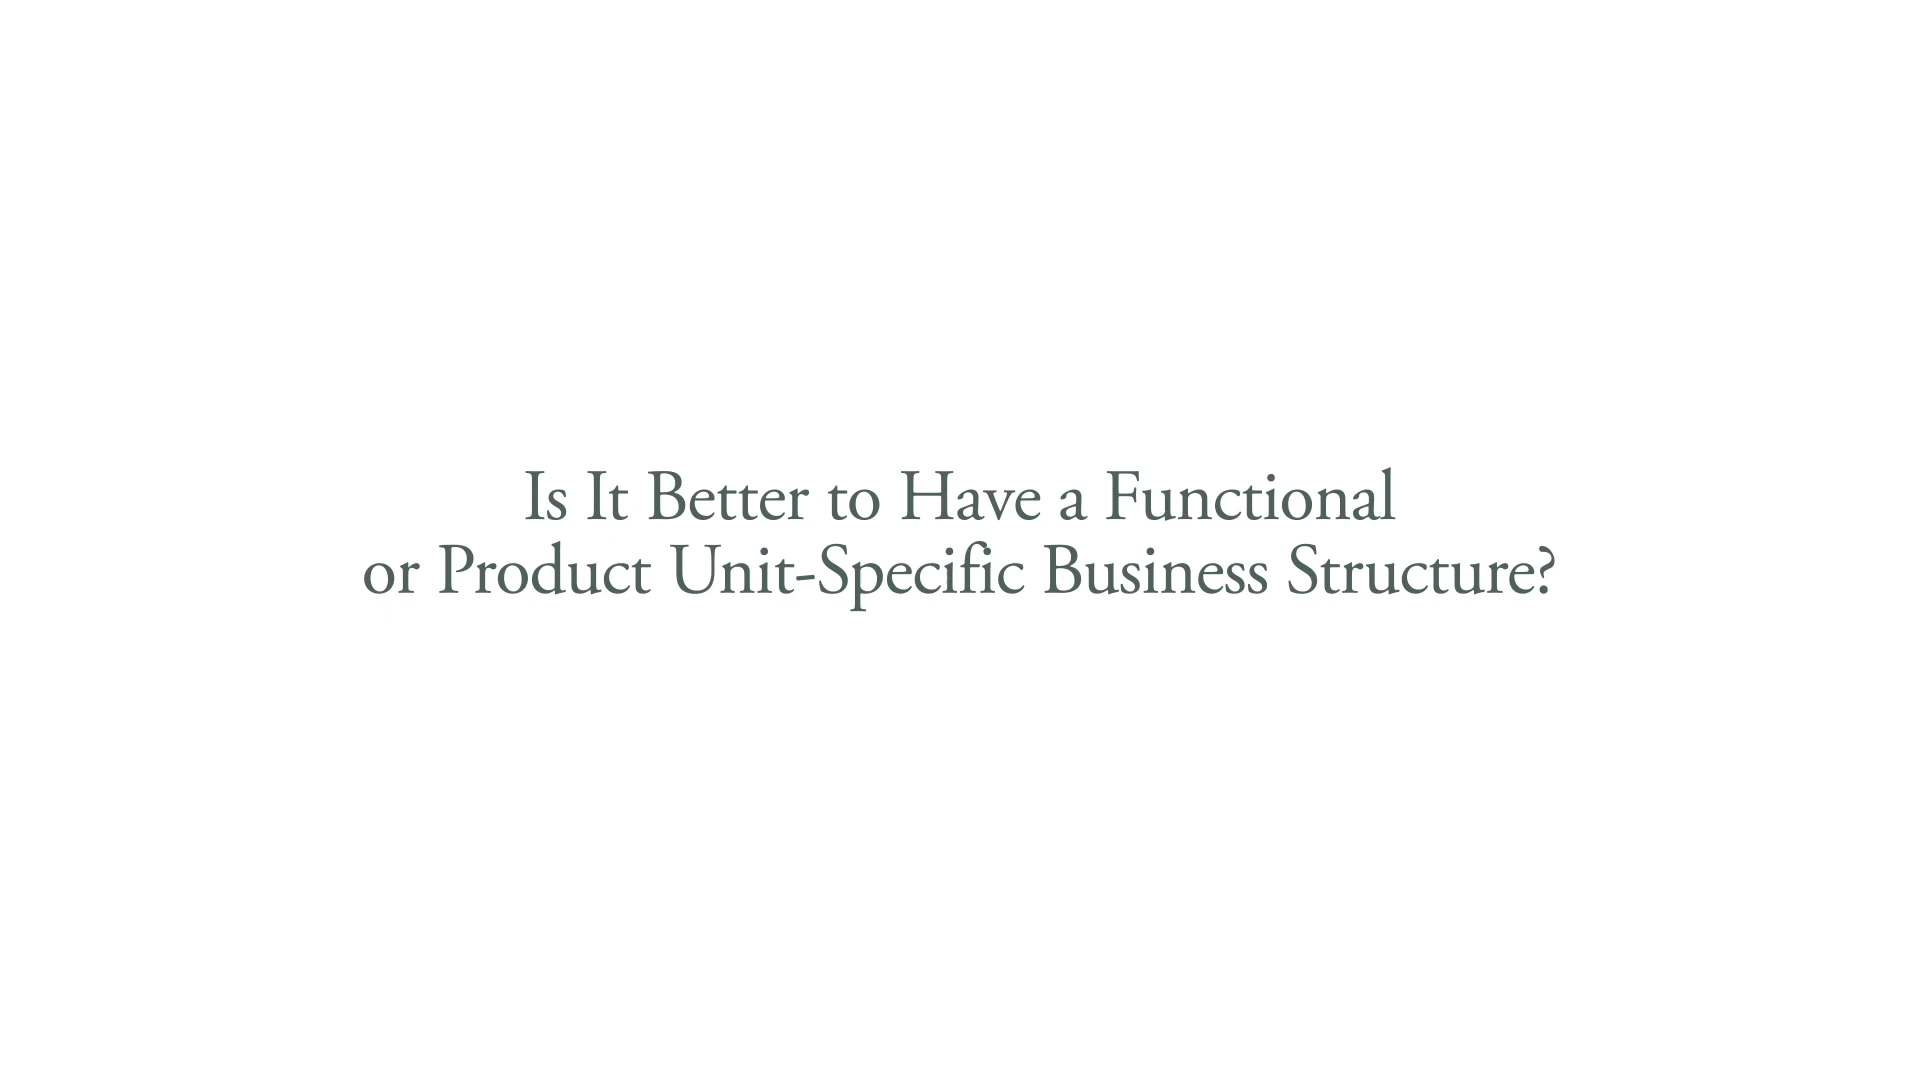 Is It Better to Have a Functional
or Product Unit-Specific Business Structure?